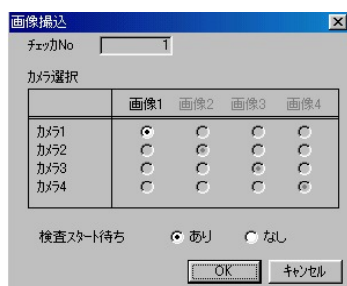 画像撮込
ﾁｪｯｶNo 1
ｶﾒﾗ選択
画像1 画像2 画像3 画像4
ｶﾒﾗ1
ｶﾒﾗ2
ｶﾒﾗ3
ｶﾒﾗ4
検査ｽﾀｰﾄ待ち あり なし
OK ｷｬﾝｾﾙ